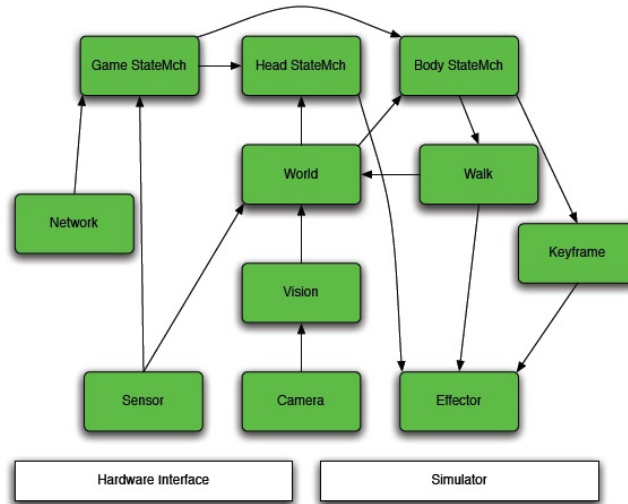 Game StateMch
Head StateMch
Body StateMch
World
Walk
Network
Keyframe
Vision
Sensor
Camera
Effector
Hardware Interface
Simulator